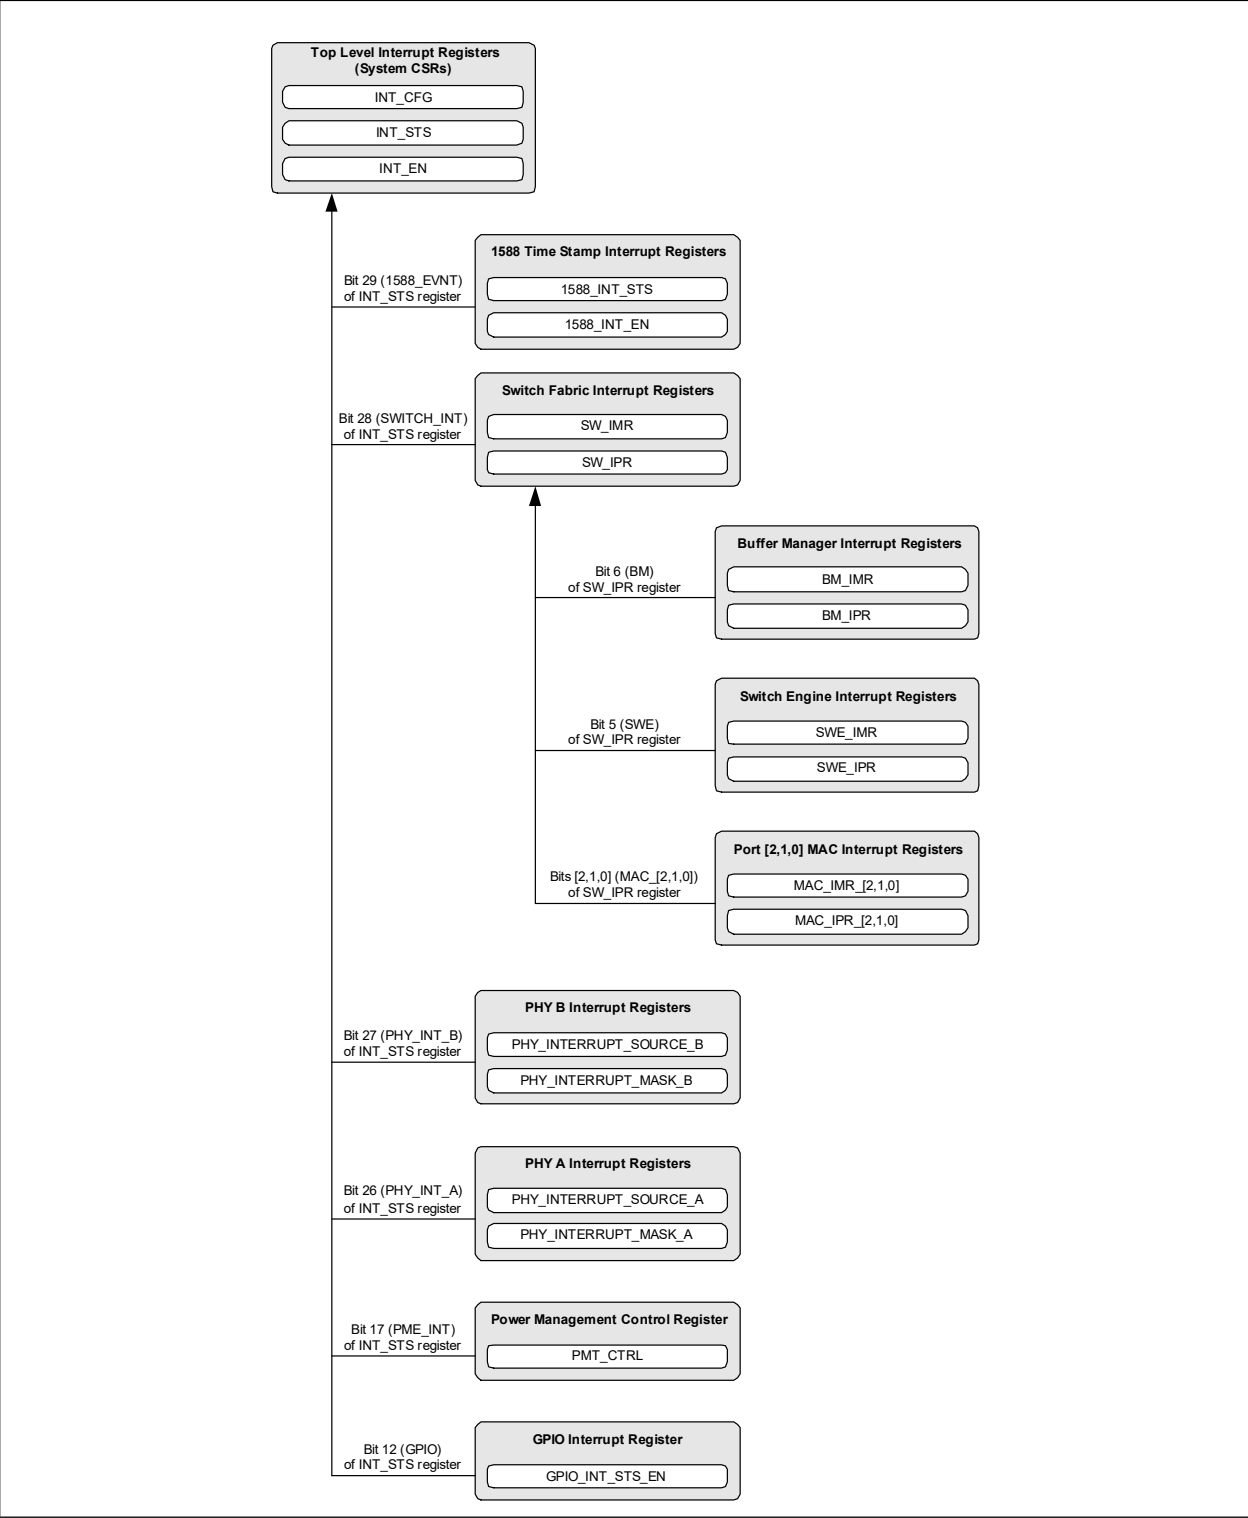 Top Level Interrupt Registers
(System CSRs)
INT_CFG
INT_STS
INT_EN
1588 Time Stamp Interrupt Registers
Bit 29 (1588_EVNT)
of INT_STS register
1588_INT_STS
1588_INT_EN
Switch Fabric Interrupt Registers
Bit 28 (SWITCH_INT)
of INT_STS register
SW_IMR
SW_IPR
Buffer Manager Interrupt Registers
Bit 6 (BM)
of SW_IPR register
BM_IMR
BM_IPR
Switch Engine Interrupt Registers
Bit 5 (SWE)
of SW_IPR register
SWE_IMR
SWE_IPR
Port [2,1,0] MAC Interrupt Registers
Bits [2,1,0] (MAC_[2,1,0])
of SW_IPR register
MAC_IMR_[2,1,0]
MAC_IPR_[2,1,0]
PHY B Interrupt Registers
Bit 27 (PHY_INT_B)
of INT_STS register
PHY_INTERRUPT_SOURCE_B
PHY_INTERRUPT_MASK_B
PHY A Interrupt Registers
Bit 26 (PHY_INT_A)
of INT_STS register
PHY_INTERRUPT_SOURCE_A
PHY_INTERRUPT_MASK_A
Power Management Control Register
Bit 17 (PME_INT)
of INT_STS register
PMT_CTRL
GPIO Interrupt Register
Bit 12 (GPIO)
of INT_STS register
GPIO_INT_STS_EN